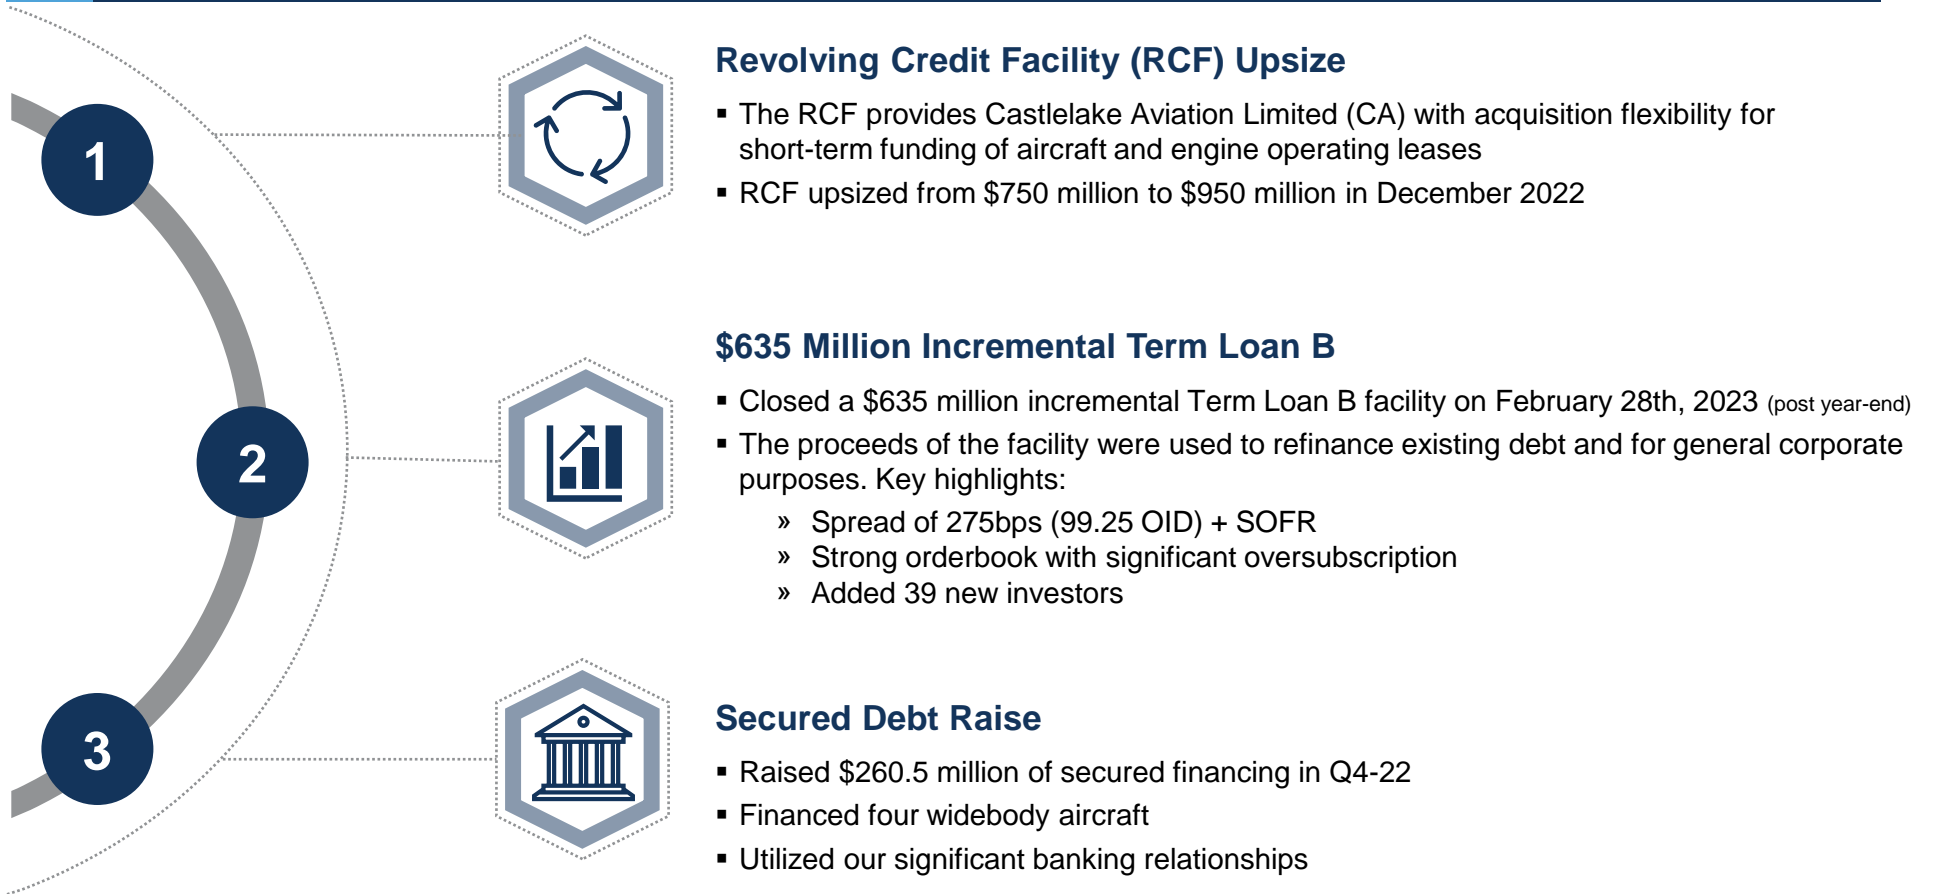 1
Revolving Credit Facility (RCF) Upsize
▪ The RCF provides Castlelake Aviation Limited (CA) with acquisition flexibility for
short-term funding of aircraft and engine operating leases
▪ RCF upsized from $750 million to $950 million in December 2022
2
$635 Million Incremental Term Loan B
▪ Closed a $635 million incremental Term Loan B facility on February 28th, 2023 (post year-end)
▪ The proceeds of the facility were used to refinance existing debt and for general corporate
purposes. Key highlights:
» Spread of 275bps (99.25 OID) + SOFR
» Strong orderbook with significant oversubscription
» Added 39 new investors
3
Secured Debt Raise
▪ Raised $260.5 million of secured financing in Q4-22
▪ Financed four widebody aircraft
▪ Utilized our significant banking relationships